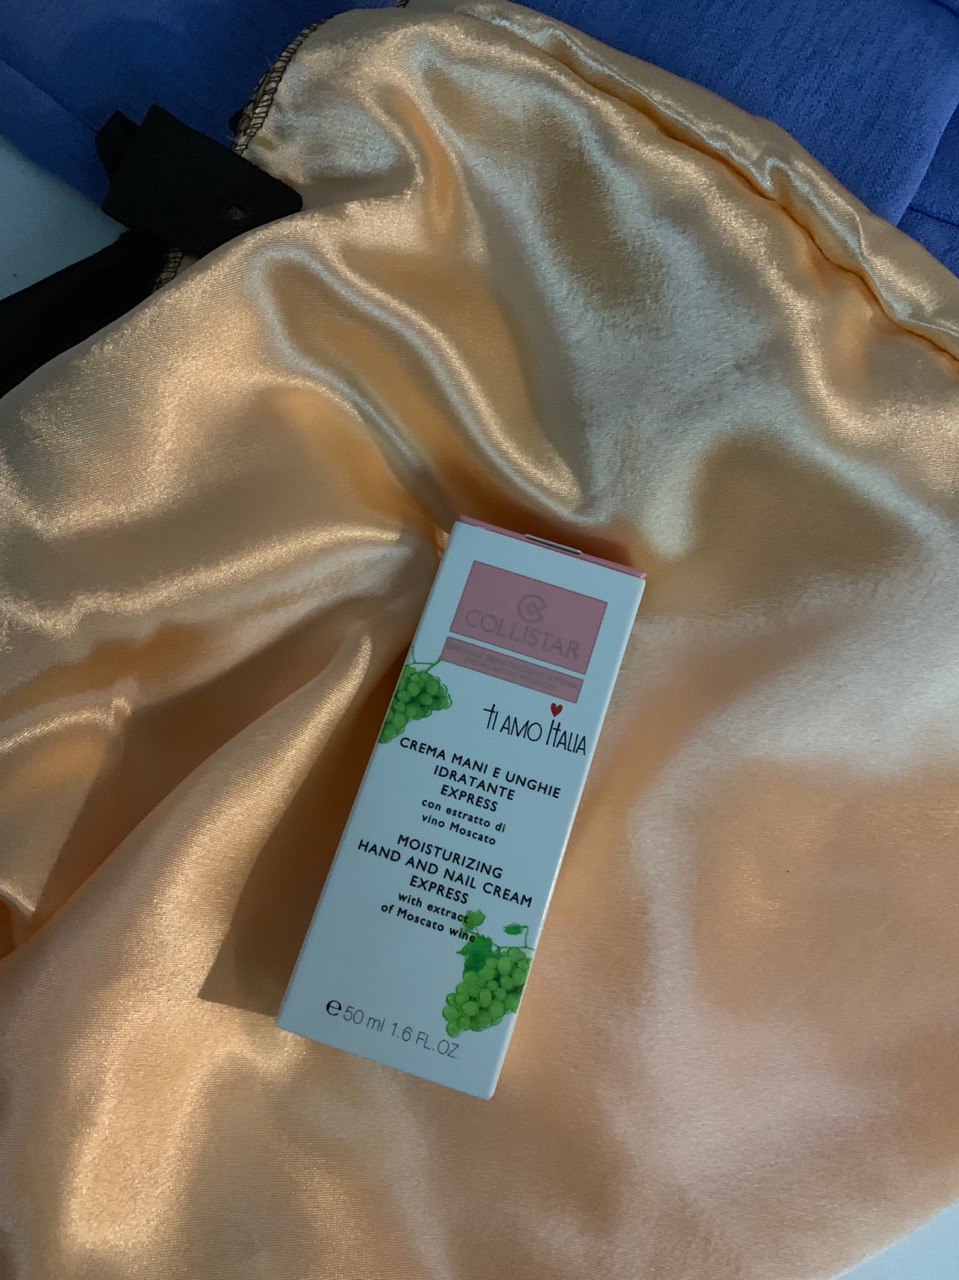 COLLISTAR
tI AMO ItALIA
CREMA MANI E UNGHIE
IDRATANTE
EXPRESS
con estratto di
vino Moscato
MOISTURIZING
HAND AND NAIL CREAM
EXPRESS
with extract
of Moscato wine
℮ 50 ml 1.6 FL.OZ.